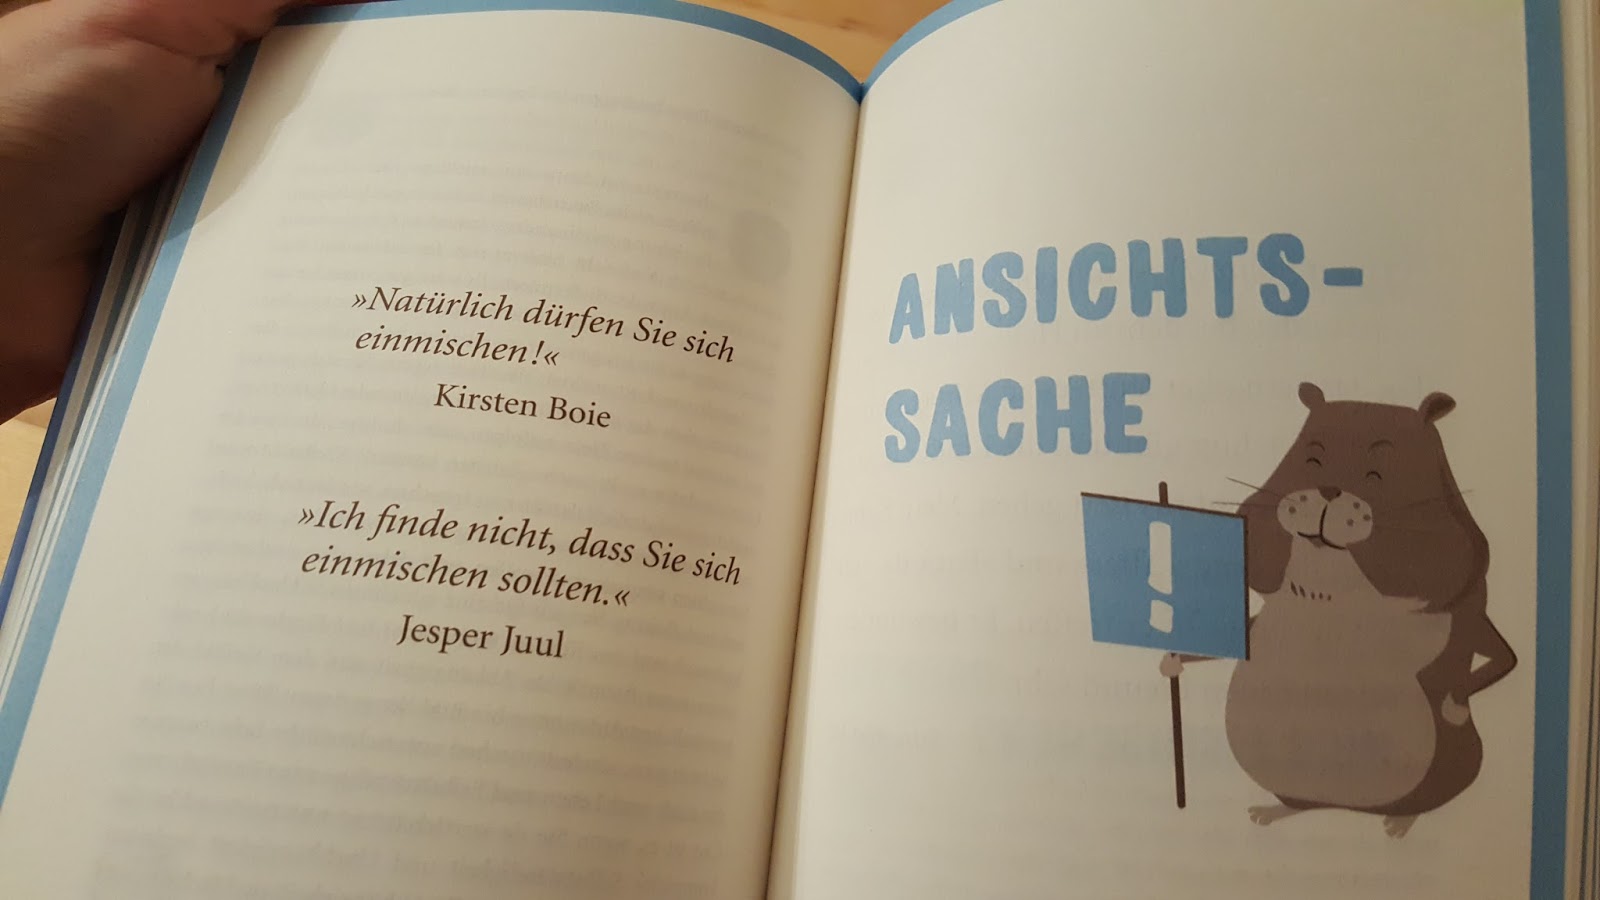 »Natürlich dürfen Sie sich
einmischen!«
Kirsten Boie
»Ich finde nicht, dass Sie sich
einmischen sollten.«
Jesper Juul
ANSICHTS-
SACHE
!